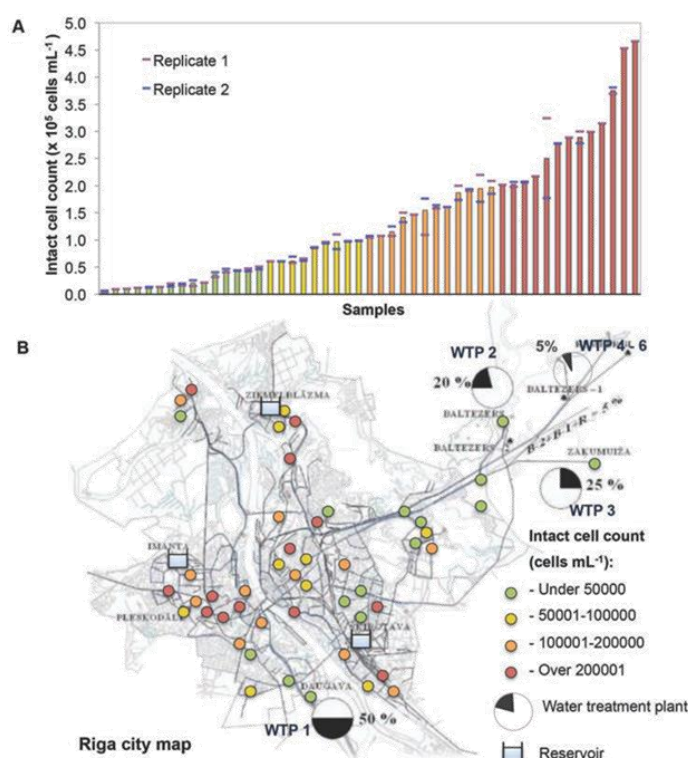 A
Intact cell count (x 10⁵ cells mL⁻¹)
5.0
4.5
4.0
3.5
3.0
2.5
2.0
1.5
1.0
0.5
0.0
Replicate 1
Replicate 2
Samples
B
WTP 2
20 %
5%
WTP 4 - 6
BALTEZERS-1
ZIEMEĻBLĀZMA
BALTEZERS
BALTEZERS - 2
B-2+B-1+R = 5 %
ZAĶUMUIŽA
25 %
WTP 3
Intact cell count
(cells mL⁻¹):
- Under 50000
- 50001-100000
- 100001-200000
- Over 200001
Water treatment plant
Reservoir
IMANTA
PLESKODĀLE
DAUGAVA
WTP 1
50 %
Riga city map